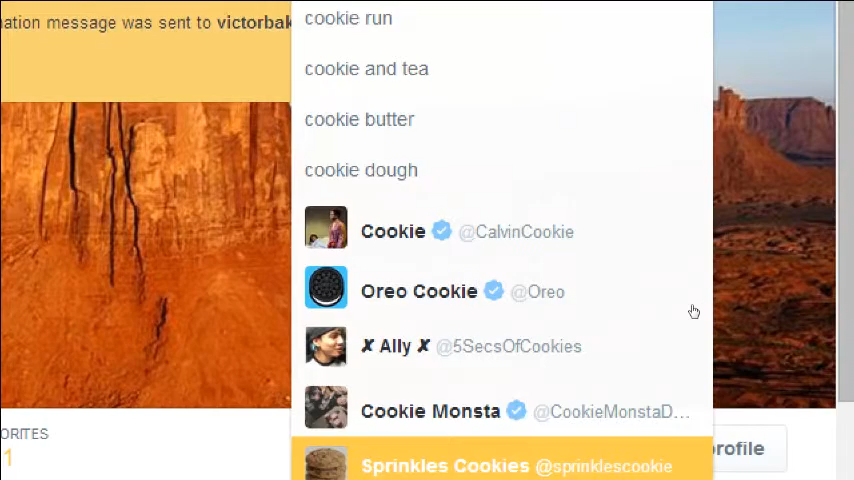 ation message was sent to victorbak
cookie run
cookie and tea
cookie butter
cookie dough
Cookie @CalvinCookie
Oreo Cookie @Oreo
✘ Ally ✘ @5SecsOfCookies
Cookie Monsta @CookieMonstaD...
ORITES
1
rofile
Sprinkles Cookies @sprinklescookie